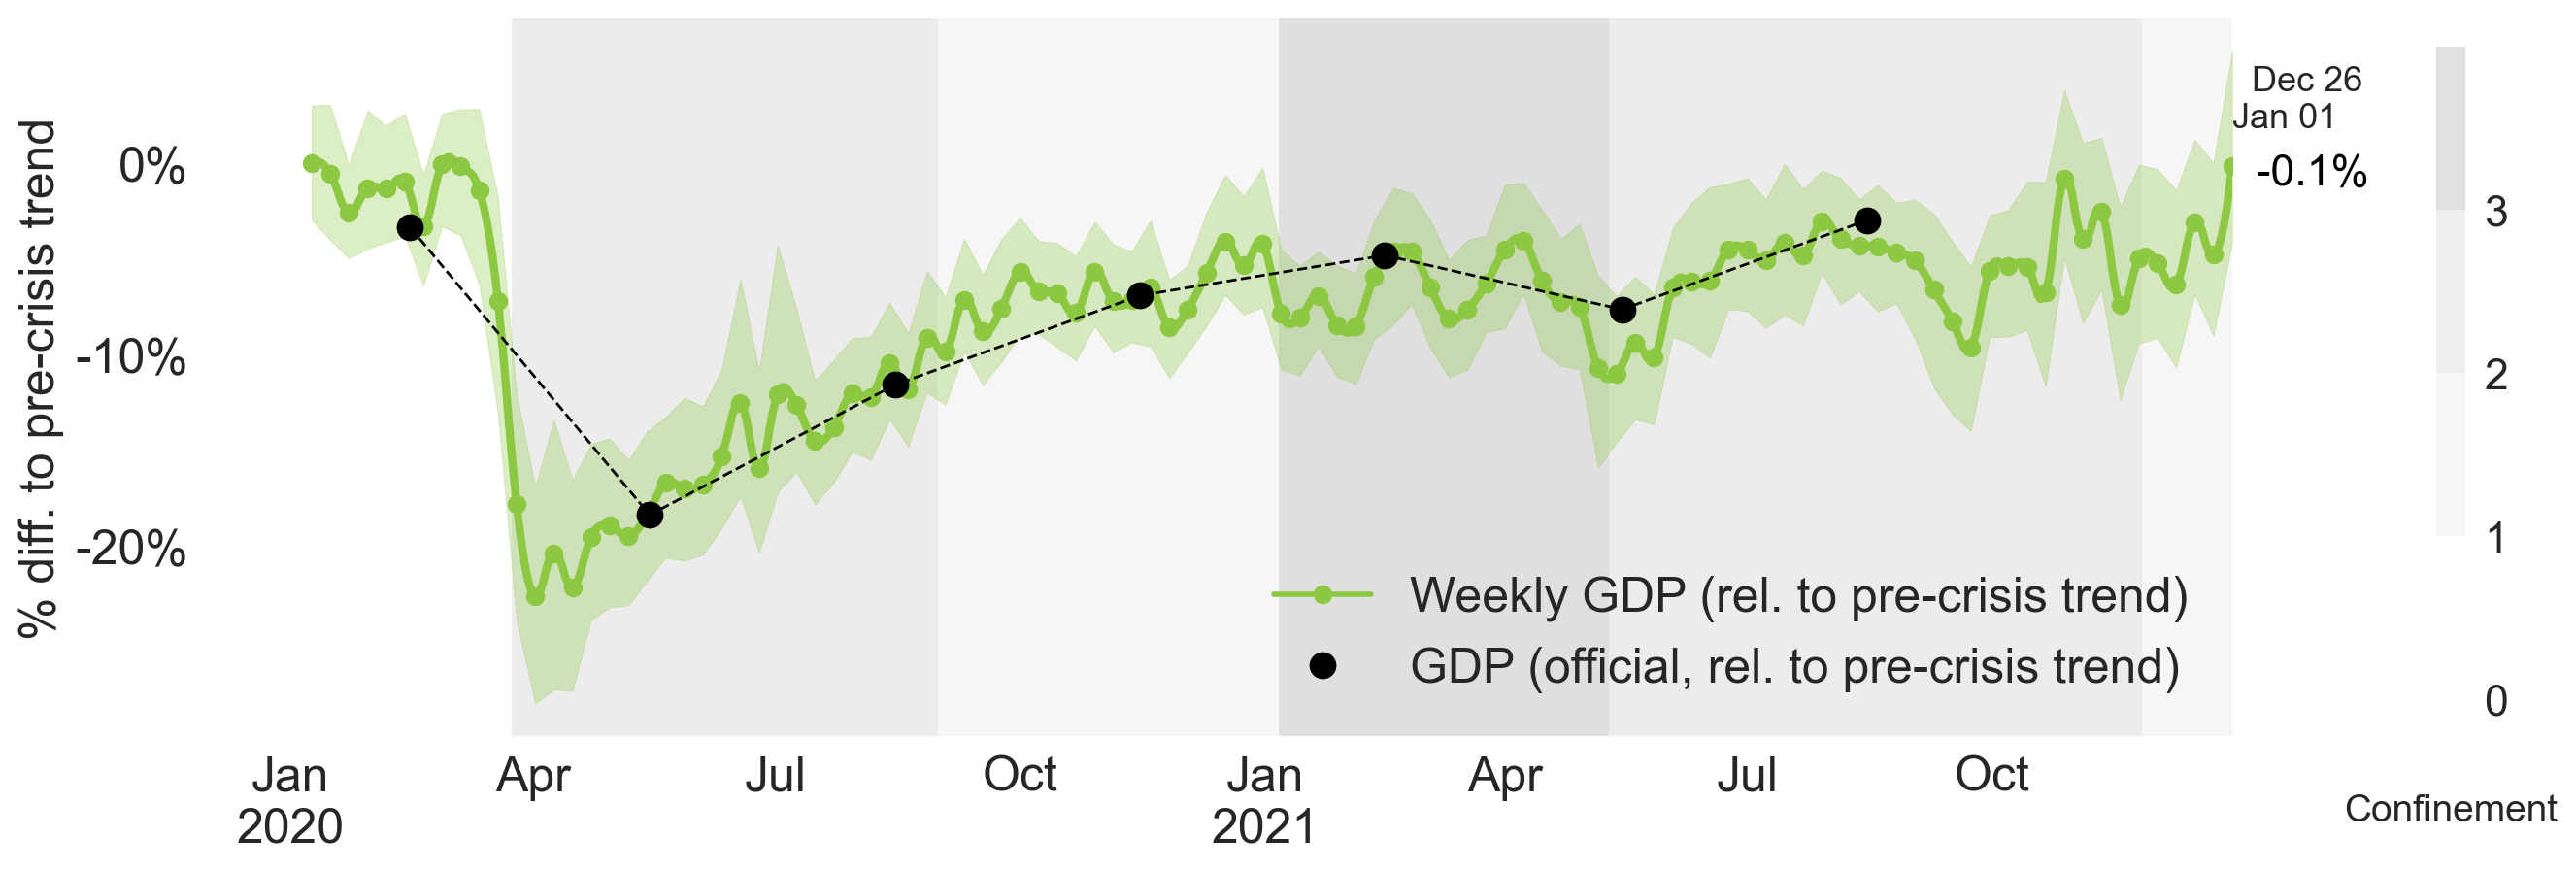 % diff. to pre-crisis trend
0%
-10%
-20%
Dec 26
Jan 01
-0.1%
Weekly GDP (rel. to pre-crisis trend)
GDP (official, rel. to pre-crisis trend)
Jan
2020
Apr
Jul
Oct
Jan
2021
Apr
Jul
Oct
3
2
1
0
Confinement